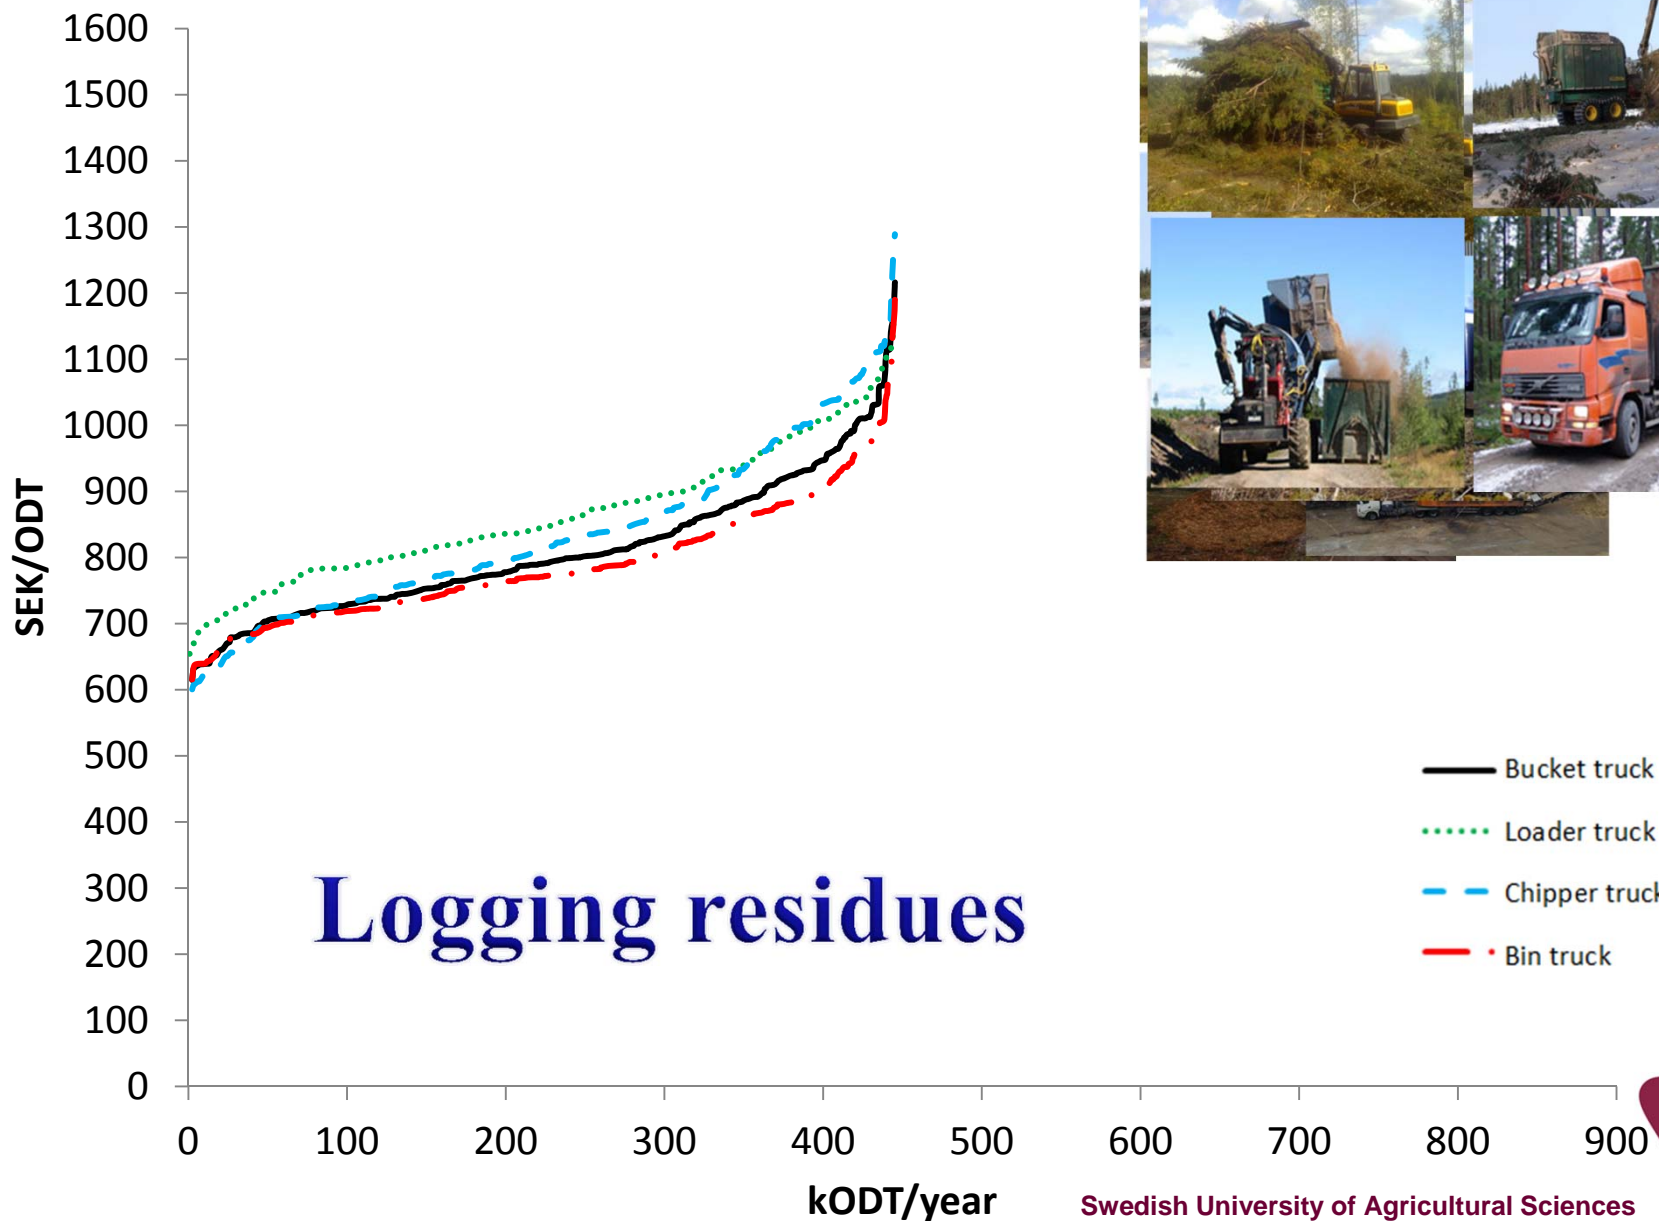 1600
1500
1400
1300
1200
1100
1000
900
800
700
600
500
400
300
200
100
0
SEK/ODT
0 100 200 300 400 500 600 700 800 900
kODT/year
Bucket truck
Loader truck
Chipper truck
Bin truck
Logging residues
Swedish University of Agricultural Sciences